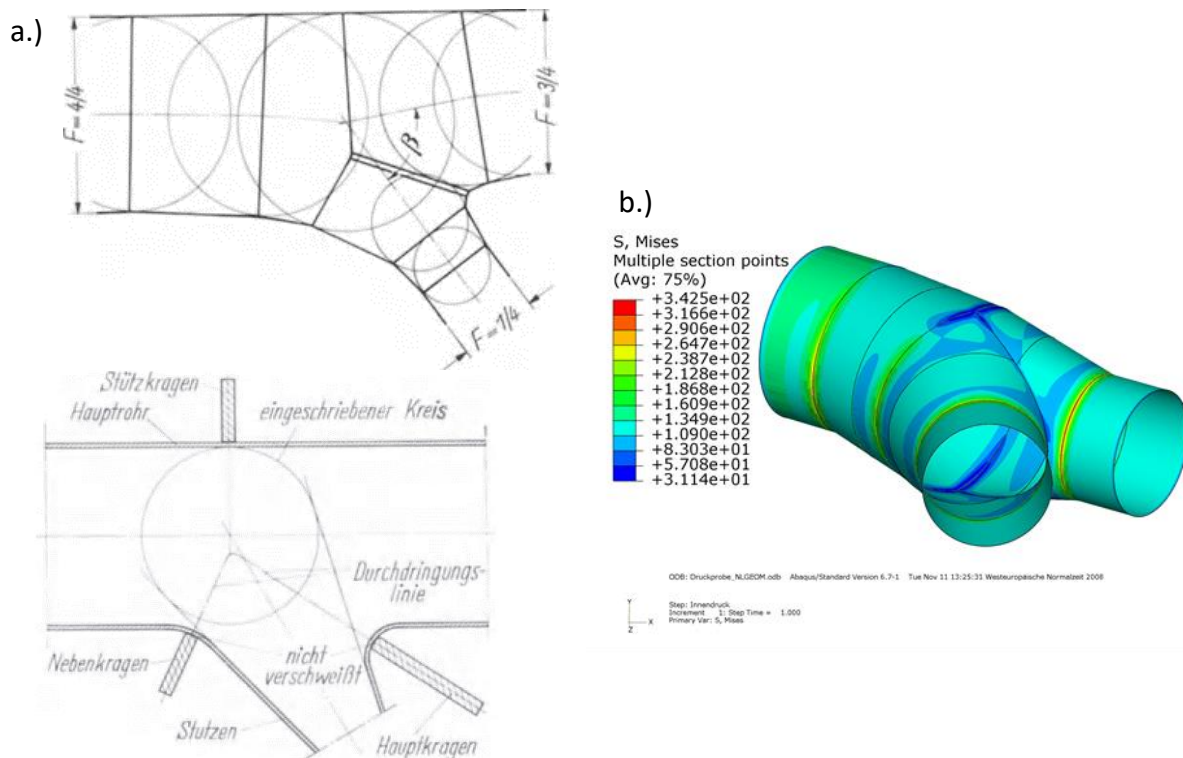 a.)
F=4/4
F=3/4
β
F=1/4
Stützkragen
Hauptrohr
eingeschriebener Kreis
Durchdringungs-
linie
Nebenkragen
nicht
verschweißt
Stutzen
Hauptkragen
b.)
S, Mises
Multiple section points
(Avg: 75%)
+3.425e+02
+3.166e+02
+2.906e+02
+2.647e+02
+2.387e+02
+2.128e+02
+1.868e+02
+1.609e+02
+1.349e+02
+1.090e+02
+8.303e+01
+5.708e+01
+3.114e+01
ODB: Druckprobe_NLGEOM.odb Abaqus/Standard Version 6.7-1 Tue Nov 11 13:25:31 Westeuropäische Normalzeit 2008
Y
X
Z
Step: Innendruck
Increment 1: Step Time = 1.000
Primary Var: S, Mises